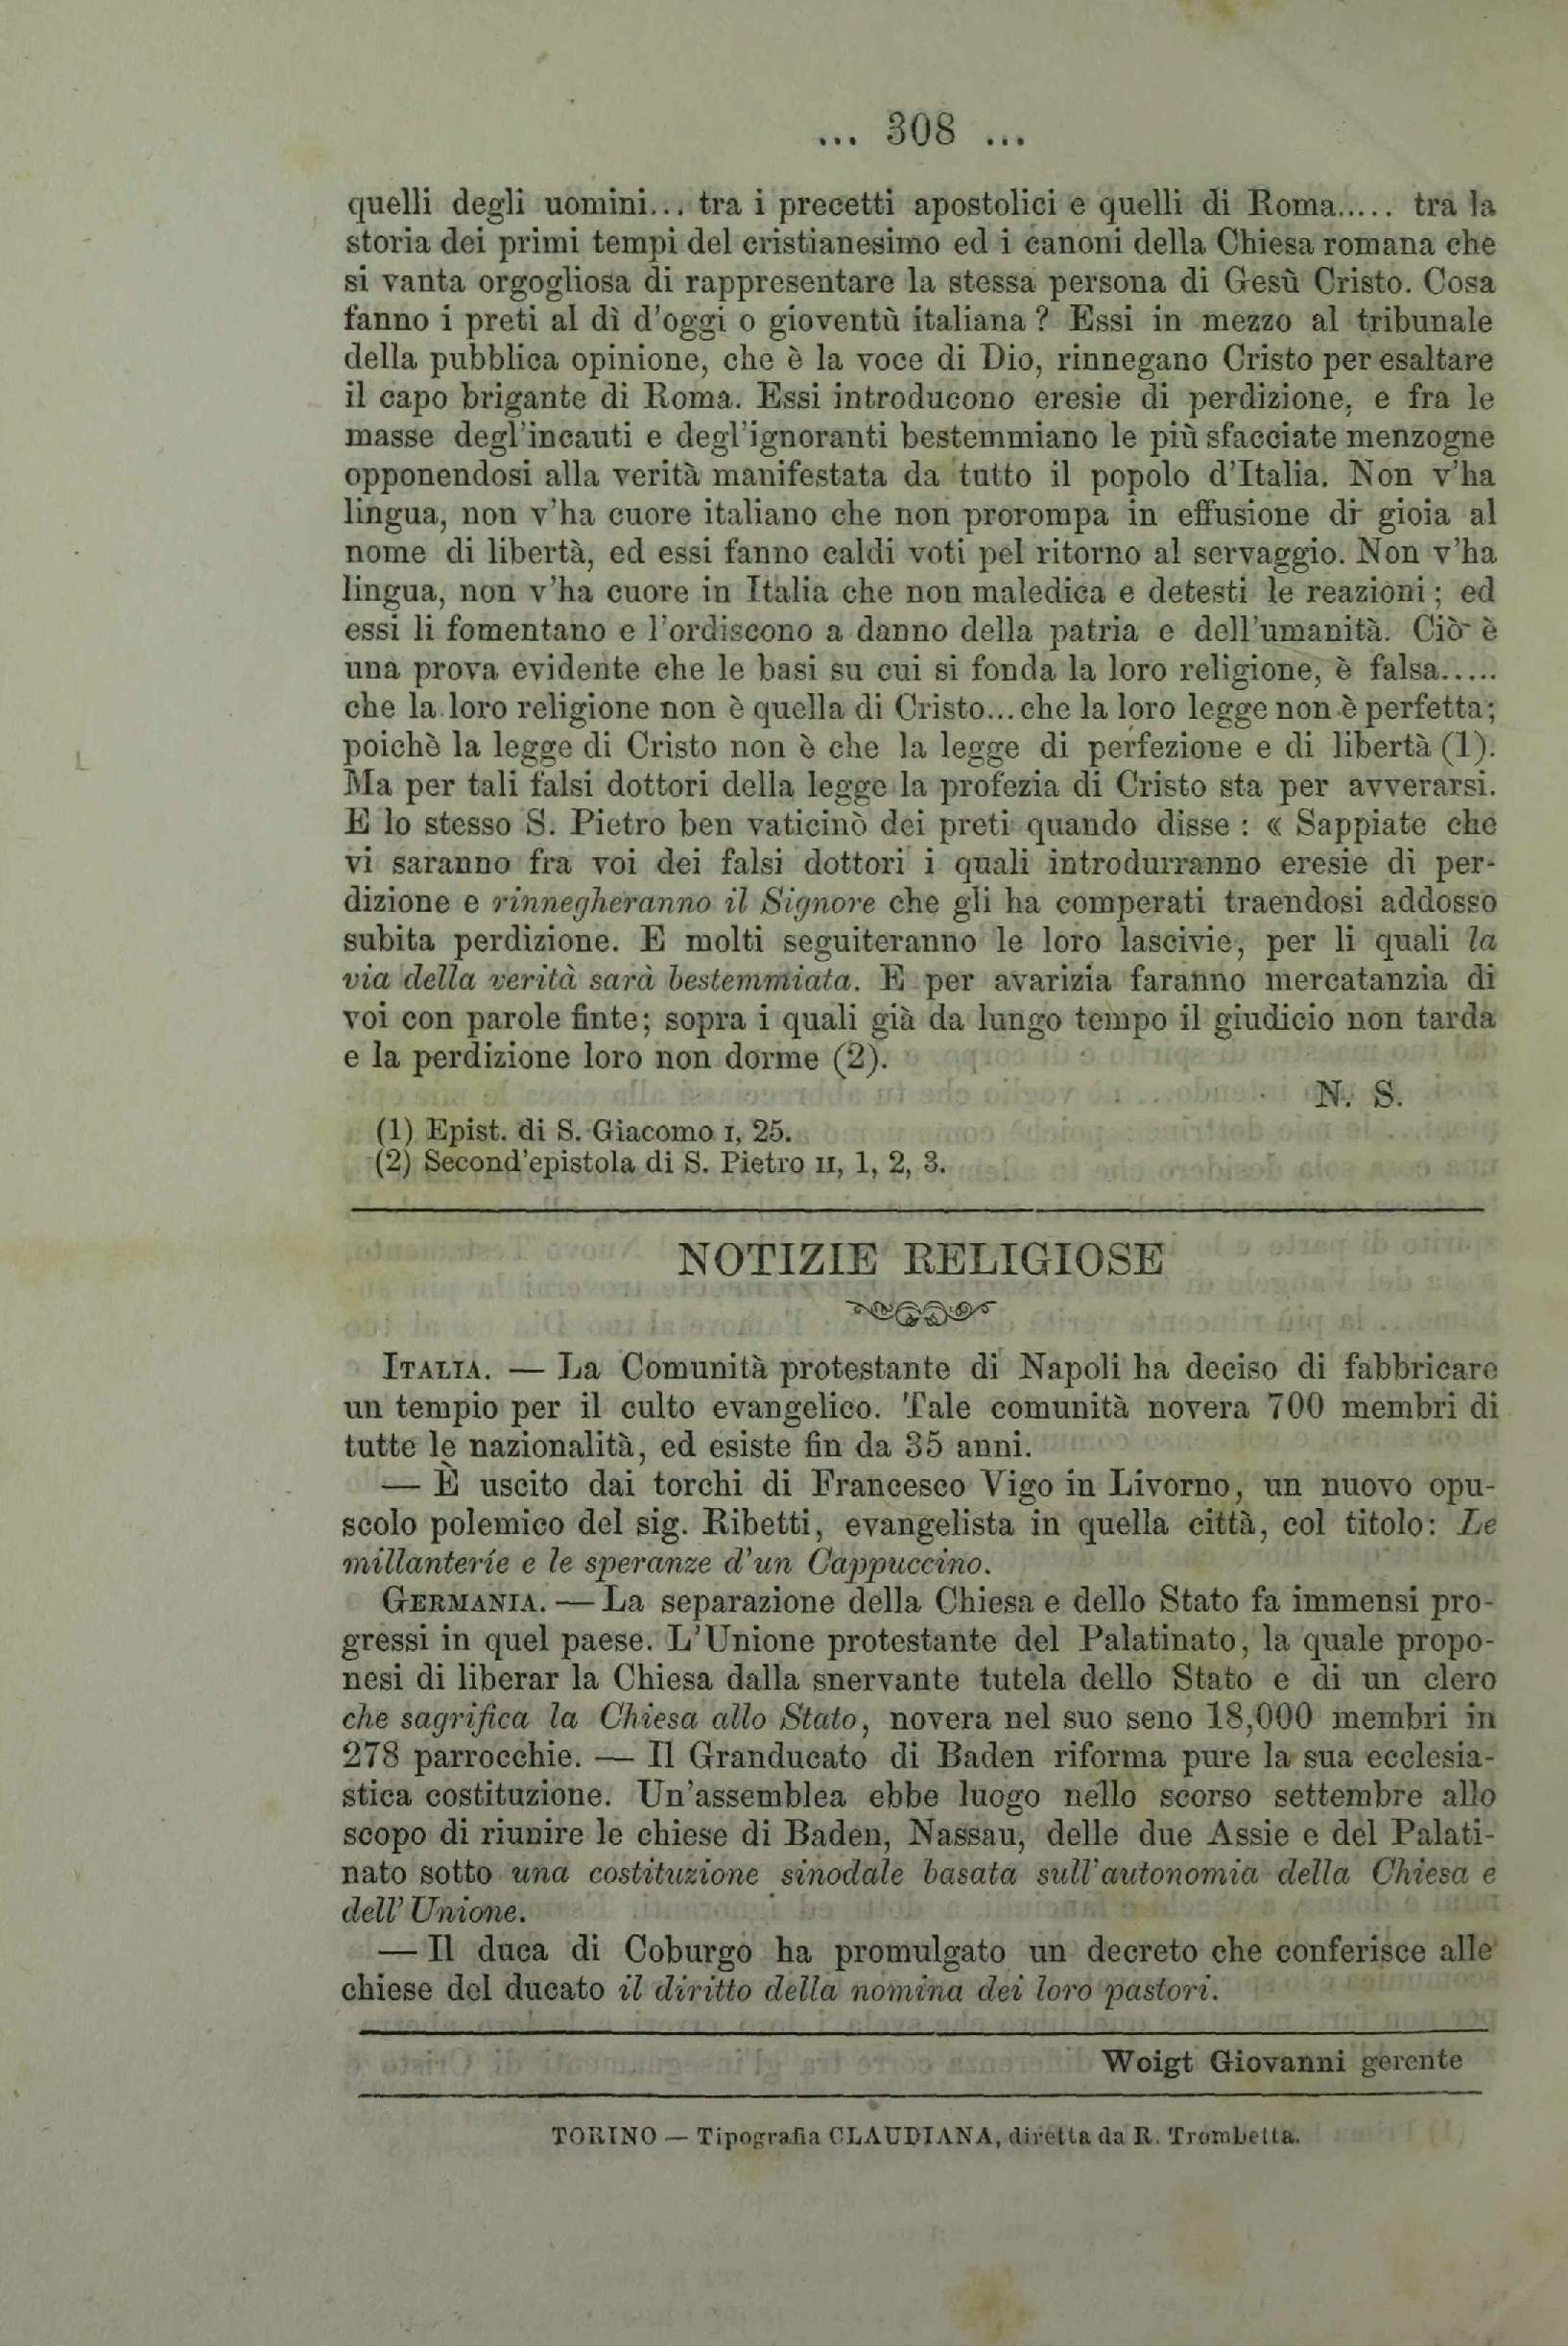 ... 308 ...
quelli degli uomini... tra i precetti apostolici e quelli di Roma..... tra la
storia dei primi tempi del cristianesimo ed i canoni della Chiesa romana che
si vanta orgogliosa di rappresentare la stessa persona di Gesù Cristo. Cosa
fanno i preti al dì d'oggi o gioventù italiana? Essi in mezzo al tribunale
della pubblica opinione, che è la voce di Dio, rinnegano Cristo per esaltare
il capo brigante di Roma. Essi introducono eresie di perdizione, e fra le
masse degl'incauti e degl'ignoranti bestemmiano le più sfacciate menzogne
opponendosi alla verità manifestata da tutto il popolo d'Italia. Non v'ha
lingua, non v'ha cuore italiano che non prorompa in effusione di gioia al
nome di libertà, ed essi fanno caldi voti pel ritorno al servaggio. Non v'ha
lingua, non v'ha cuore in Italia che non maledica e detesti le reazioni; ed
essi li fomentano e l'ordiscono a danno della patria e dell'umanità. Ciò è
una prova evidente che le basi su cui si fonda la loro religione, è falsa.....
che la loro religione non è quella di Cristo... che la loro legge non è perfetta;
poichè la legge di Cristo non è che la legge di perfezione e di libertà (1).
Ma per tali falsi dottori della legge la profezia di Cristo sta per avverarsi.
E lo stesso S. Pietro ben vaticinò dei preti quando disse: « Sappiate che
vi saranno fra voi dei falsi dottori i quali introdurranno eresie di per-
dizione e rinnegheranno il Signore che gli ha comperati traendosi addosso
subita perdizione. E molti seguiteranno le loro lascivie, per li quali la
via della verità sarà bestemmiata. E per avarizia faranno mercatanzia di
voi con parole finte; sopra i quali già da lungo tempo il giudicio non tarda
e la perdizione loro non dorme (2).
N. S.
(1) Epist. di S. Giacomo I, 25.
(2) Second'epistola di S. Pietro II, 1, 2, 3.
NOTIZIE RELIGIOSE
ITALIA. — La Comunità protestante di Napoli ha deciso di fabbricare
un tempio per il culto evangelico. Tale comunità novera 700 membri di
tutte le nazionalità, ed esiste fin da 35 anni.
— È uscito dai torchi di Francesco Vigo in Livorno, un nuovo opu-
scolo polemico del sig. Ribetti, evangelista in quella città, col titolo: Le
millanterie e le speranze d'un Cappuccino.
GERMANIA. — La separazione della Chiesa e dello Stato fa immensi pro-
gressi in quel paese. L'Unione protestante del Palatinato, la quale propo-
nesi di liberar la Chiesa dalla snervante tutela dello Stato e di un clero
che sagrifica la Chiesa allo Stato, novera nel suo seno 18,000 membri in
278 parrocchie. — Il Granducato di Baden riforma pure la sua ecclesia-
stica costituzione. Un'assemblea ebbe luogo nello scorso settembre allo
scopo di riunire le chiese di Baden, Nassau, delle due Assie e del Palati-
nato sotto una costituzione sinodale basata sull'autonomia della Chiesa e
dell'Unione.
— Il duca di Coburgo ha promulgato un decreto che conferisce alle
chiese del ducato il diritto della nomina dei loro pastori.
Woigt Giovanni gerente
TORINO — Tipografia CLAUDIANA, diretta da R. Trombetta.